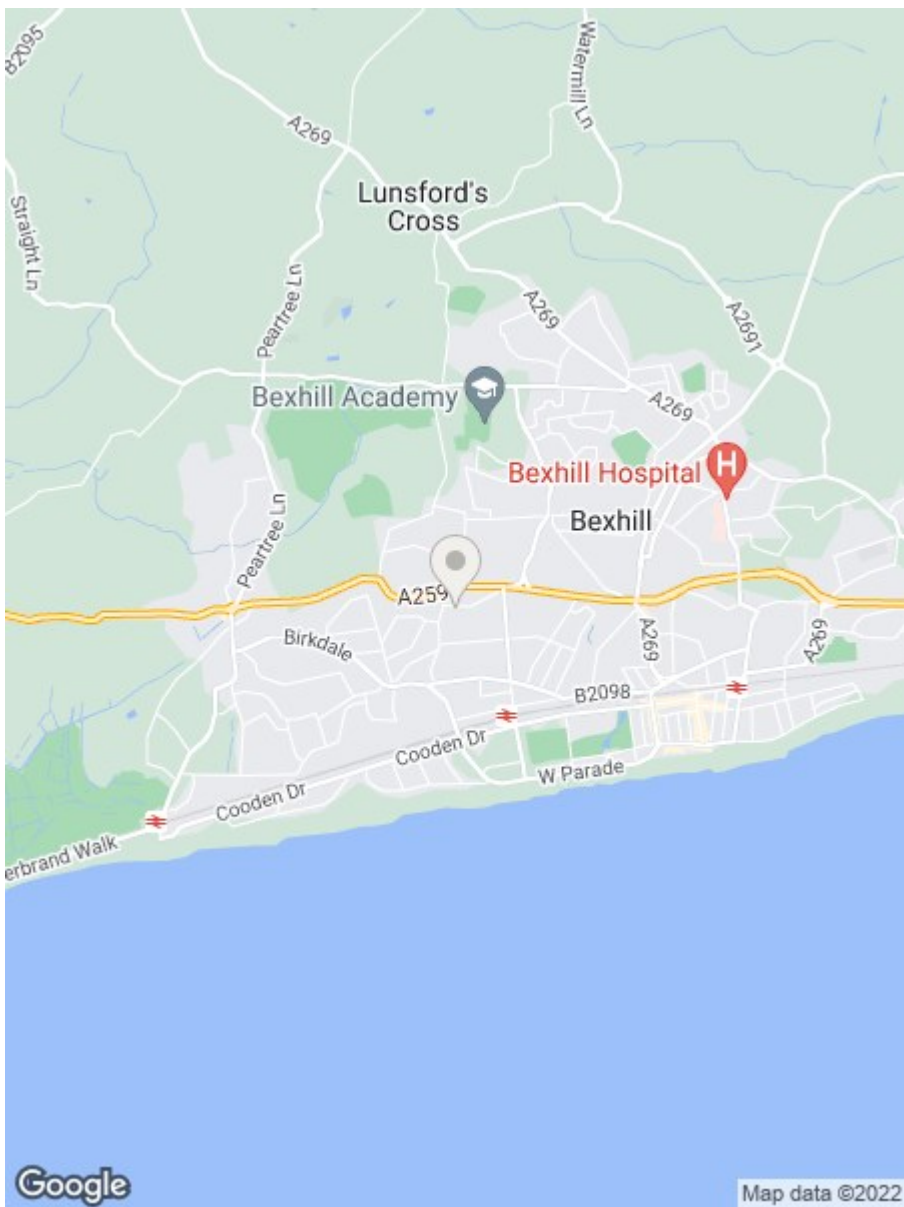 B2095
Watermill Ln
A269
Lunsford's
Cross
Straight Ln
Peartree Ln
A269
A2691
Bexhill Academy
A269
Bexhill Hospital
H
Bexhill
Peartree Ln
A259
Birkdale
A269
A269
B2098
Cooden Dr
W Parade
Cooden Dr
erbrand Walk
Google
Map data ©2022